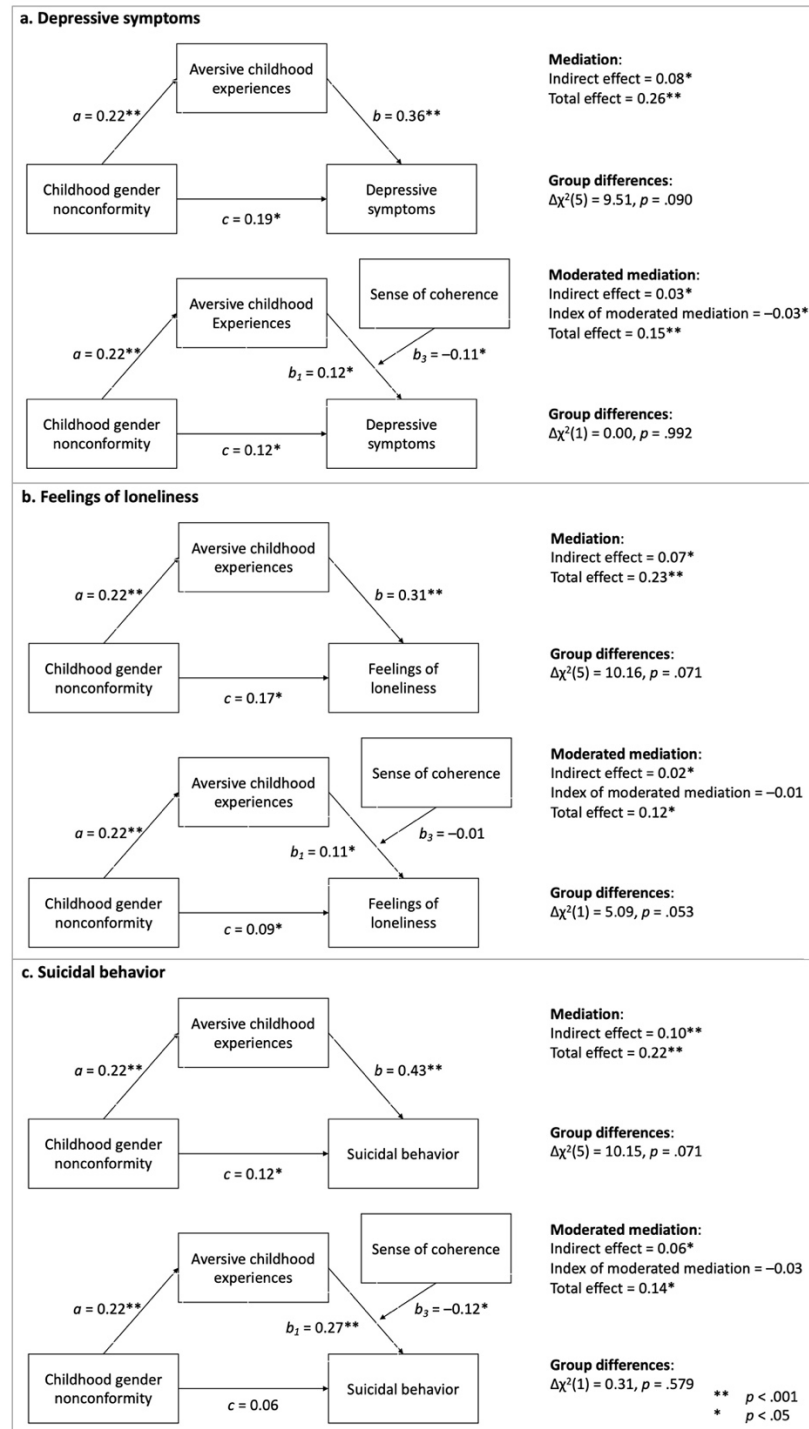 a. Depressive symptoms
Aversive childhood
experiences
a = 0.22**
b = 0.36**
Childhood gender
nonconformity
c = 0.19*
Depressive
symptoms
Mediation:
Indirect effect = 0.08*
Total effect = 0.26**
Group differences:
Δχ²(5) = 9.51, p = .090
Aversive childhood
Experiences
Sense of coherence
a = 0.22**
b₁ = 0.12*
b₃ = –0.11*
Childhood gender
nonconformity
c = 0.12*
Depressive
symptoms
Moderated mediation:
Indirect effect = 0.03*
Index of moderated mediation = –0.03*
Total effect = 0.15**
Group differences:
Δχ²(1) = 0.00, p = .992
b. Feelings of loneliness
Aversive childhood
experiences
a = 0.22**
b = 0.31**
Childhood gender
nonconformity
c = 0.17*
Feelings of
loneliness
Mediation:
Indirect effect = 0.07*
Total effect = 0.23**
Group differences:
Δχ²(5) = 10.16, p = .071
Aversive childhood
experiences
Sense of coherence
a = 0.22**
b₁ = 0.11*
b₃ = –0.01
Childhood gender
nonconformity
c = 0.09*
Feelings of
loneliness
Moderated mediation:
Indirect effect = 0.02*
Index of moderated mediation = –0.01
Total effect = 0.12*
Group differences:
Δχ²(1) = 5.09, p = .053
c. Suicidal behavior
Aversive childhood
experiences
a = 0.22**
b = 0.43**
Childhood gender
nonconformity
c = 0.12*
Suicidal behavior
Mediation:
Indirect effect = 0.10**
Total effect = 0.22**
Group differences:
Δχ²(5) = 10.15, p = .071
Aversive childhood
experiences
Sense of coherence
a = 0.22**
b₁ = 0.27**
b₃ = –0.12*
Childhood gender
nonconformity
c = 0.06
Suicidal behavior
Moderated mediation:
Indirect effect = 0.06*
Index of moderated mediation = –0.03
Total effect = 0.14*
Group differences:
Δχ²(1) = 0.31, p = .579
** p < .001
* p < .05